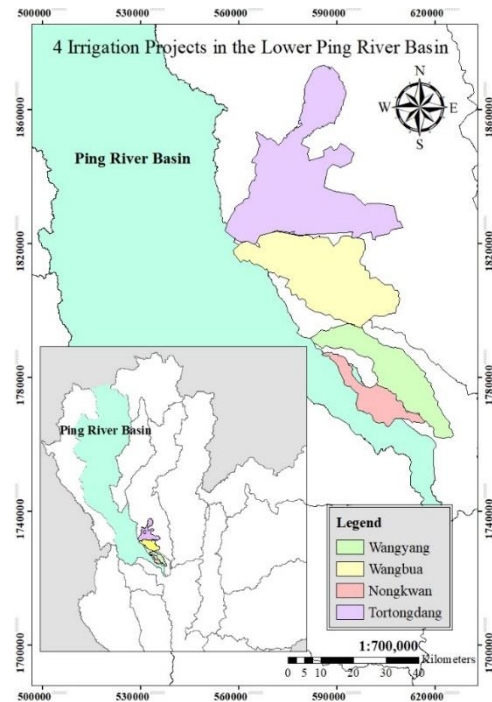 500000 530000 560000 590000 620000
4 Irrigation Projects in the Lower Ping River Basin
N
W E
S
Ping River Basin
1860000 1860000
1820000 1820000
1780000 1780000
1740000 1740000
1700000 1700000
Ping River Basin
Legend
Wangyang
Wangbua
Nongkwan
Tortongdang
1:700,000
Kilometers
0 5 10 20 30 40
500000 530000 560000 590000 620000